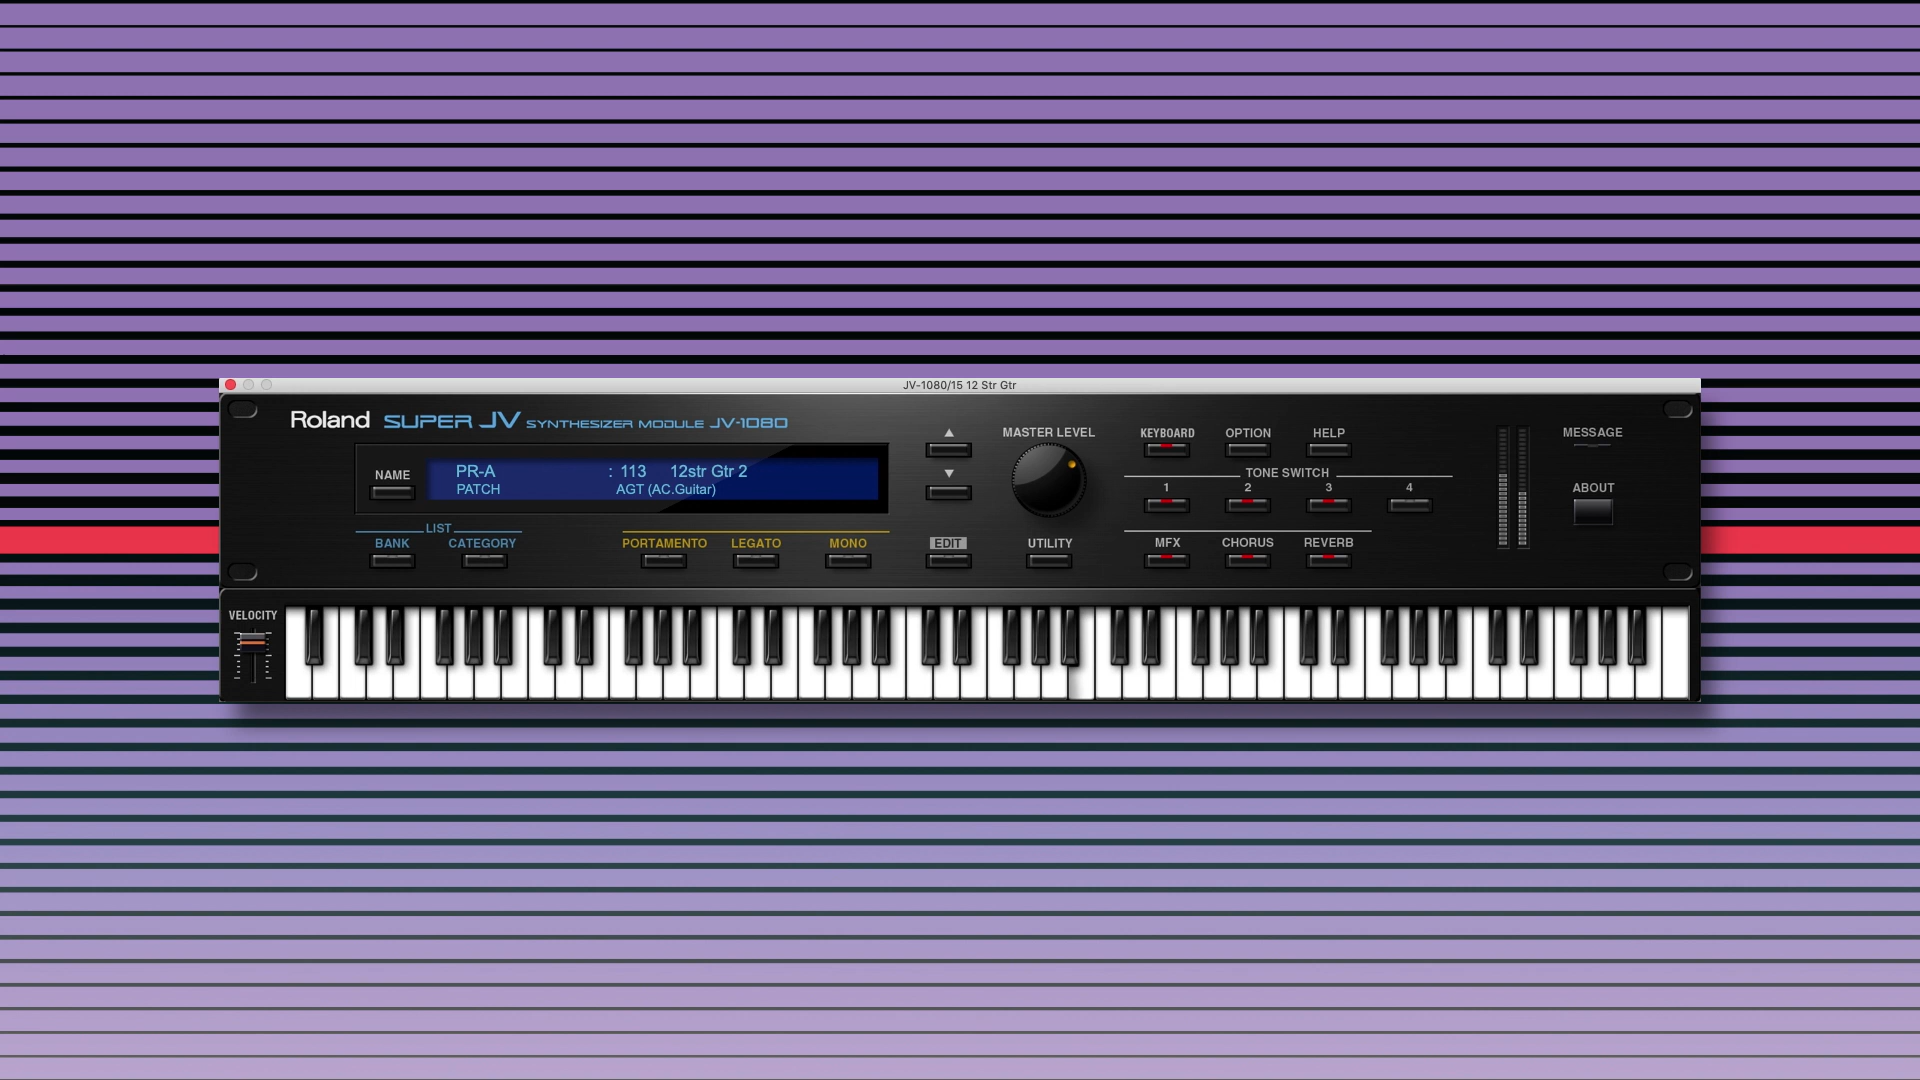 JV-1080/15 12 Str Gtr
Roland SUPER JV SYNTHESIZER MODULE JV-1080
NAME
PR-A : 113 12str Gtr 2
PATCH AGT (AC.Guitar)
LIST
BANK CATEGORY
PORTAMENTO LEGATO MONO
EDIT
MASTER LEVEL
UTILITY
KEYBOARD OPTION HELP
TONE SWITCH
1 2 3 4
MFX CHORUS REVERB
MESSAGE
ABOUT
VELOCITY